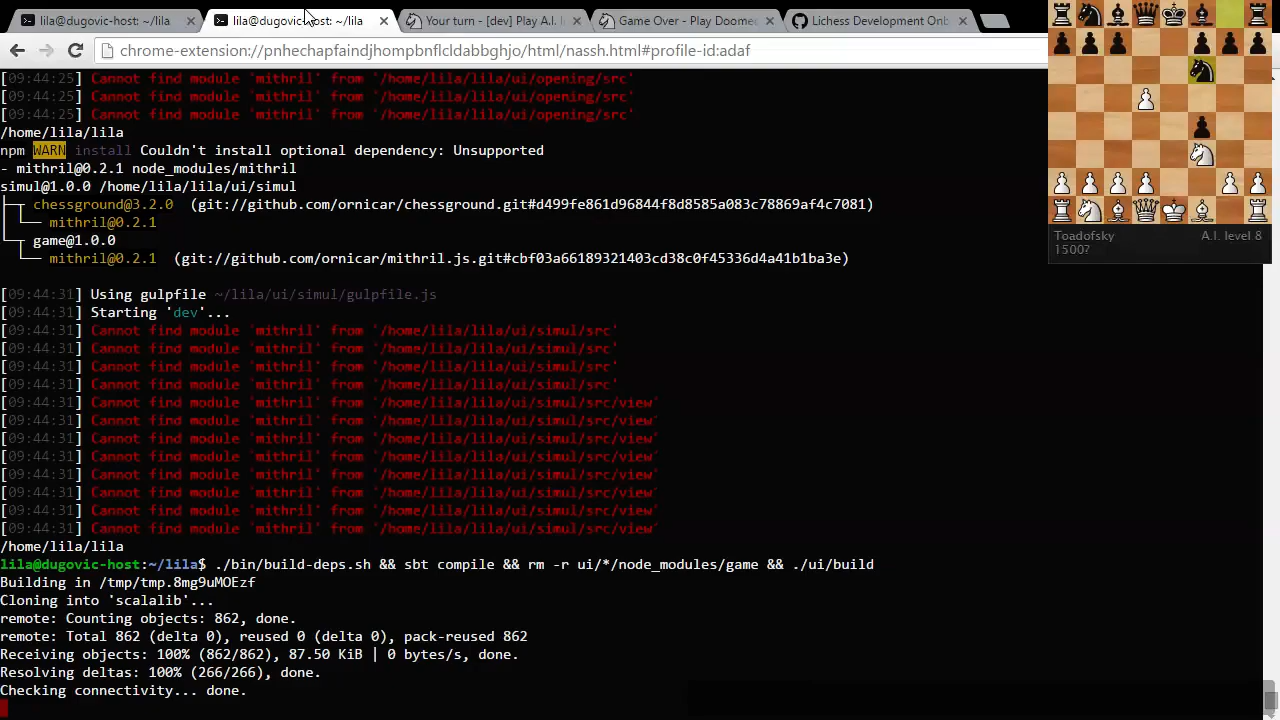 lila@dugovic-host: ~/lila
lila@dugovic-host: ~/lila
Your turn - [dev] Play A.I. l
Game Over - Play Doomed
Lichess Development Onb
chrome-extension://pnhechapfaindjhompbnflcldabbghjo/html/nassh.html#profile-id:adaf
[09:44:25] Cannot find module 'mithril' from '/home/lila/lila/ui/opening/src'
[09:44:25] Cannot find module 'mithril' from '/home/lila/lila/ui/opening/src'
[09:44:25] Cannot find module 'mithril' from '/home/lila/lila/ui/opening/src'
/home/lila/lila
npm WARN install Couldn't install optional dependency: Unsupported
- mithril@0.2.1 node_modules/mithril
simul@1.0.0 /home/lila/lila/ui/simul
├─┬ chessground@3.2.0  (git://github.com/ornicar/chessground.git#d499fe861d96844f8d8585a083c78869af4c7081)
│ └── mithril@0.2.1
└─┬ game@1.0.0
  └── mithril@0.2.1  (git://github.com/ornicar/mithril.js.git#cbf03a66189321403cd38c0f45336d4a41b1ba3e)
[09:44:31] Using gulpfile ~/lila/ui/simul/gulpfile.js
[09:44:31] Starting 'dev'...
[09:44:31] Cannot find module 'mithril' from '/home/lila/lila/ui/simul/src'
[09:44:31] Cannot find module 'mithril' from '/home/lila/lila/ui/simul/src'
[09:44:31] Cannot find module 'mithril' from '/home/lila/lila/ui/simul/src'
[09:44:31] Cannot find module 'mithril' from '/home/lila/lila/ui/simul/src'
[09:44:31] Cannot find module 'mithril' from '/home/lila/lila/ui/simul/src/view'
[09:44:31] Cannot find module 'mithril' from '/home/lila/lila/ui/simul/src/view'
[09:44:31] Cannot find module 'mithril' from '/home/lila/lila/ui/simul/src/view'
[09:44:31] Cannot find module 'mithril' from '/home/lila/lila/ui/simul/src/view'
[09:44:31] Cannot find module 'mithril' from '/home/lila/lila/ui/simul/src/view'
[09:44:31] Cannot find module 'mithril' from '/home/lila/lila/ui/simul/src/view'
[09:44:31] Cannot find module 'mithril' from '/home/lila/lila/ui/simul/src/view'
[09:44:31] Cannot find module 'mithril' from '/home/lila/lila/ui/simul/src/view'
/home/lila/lila
lila@dugovic-host:~/lila$ ./bin/build-deps.sh && sbt compile && rm -r ui/*/node_modules/game && ./ui/build
Building in /tmp/tmp.8mg9uMOEzf
Cloning into 'scalalib'...
remote: Counting objects: 862, done.
remote: Total 862 (delta 0), reused 0 (delta 0), pack-reused 862
Receiving objects: 100% (862/862), 87.50 KiB | 0 bytes/s, done.
Resolving deltas: 100% (266/266), done.
Checking connectivity... done.
Toadofsky A.I. level 8
1500?